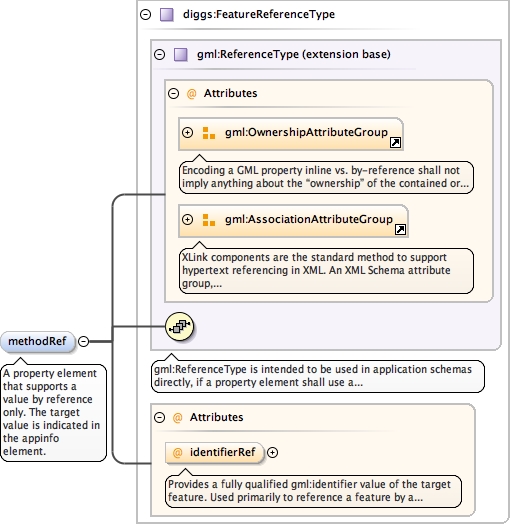 diggs:FeatureReferenceType
gml:ReferenceType (extension base)
@ Attributes
gml:OwnershipAttributeGroup
Encoding a GML property inline vs. by-reference shall not
imply anything about the “ownership” of the contained or...
gml:AssociationAttributeGroup
XLink components are the standard method to support
hypertext referencing in XML. An XML Schema attribute
group,...
methodRef
A property element
that supports a
value by reference
only. The target
value is indicated in
the appinfo
element.
gml:ReferenceType is intended to be used in application schemas
directly, if a property element shall use a...
@ Attributes
@ identifierRef
Provides a fully qualified gml:identifier value of the target
feature. Used primarily to reference a feature by a...